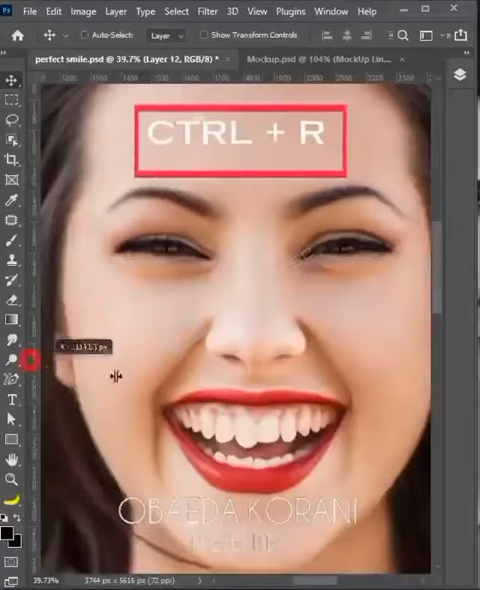 Ps File Edit Image Layer Type Select Filter 3D View Plugins Window Help
Auto-Select: Layer Show Transform Controls
perfect smile.psd @ 39.7% (Layer 12, RGB/8) * × Mockup.psd @ 104% (MockUp Lin... ×
CTRL + R
OBAEDA KORANI
39.73% 3744 px x 5616 px (72 ppi)